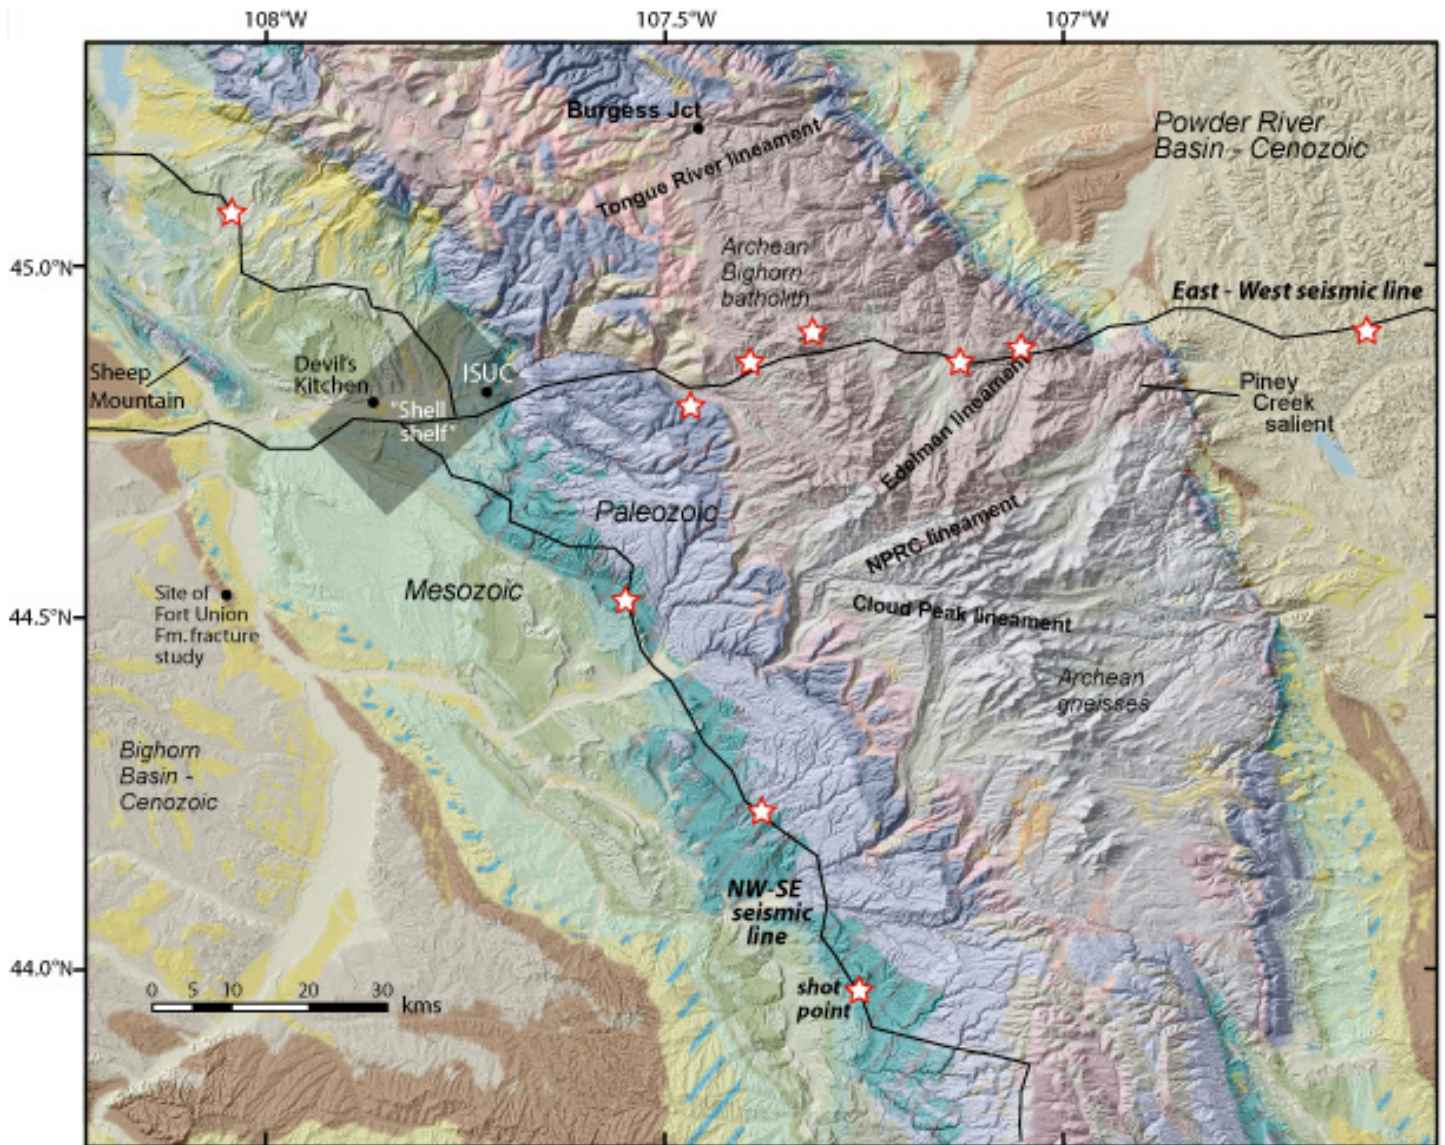 108°W
107.5°W
107°W
Burgess Jct
Powder River
Basin - Cenozoic
Tongue River lineament
Archean
Bighorn
batholith
45.0°N
East - West seismic line
Sheep
Mountain
Devil's
Kitchen
ISUC
"Shell
shelf"
Piney
Creek
salient
Edelman lineament
Paleozoic
NPRC lineament
Mesozoic
Site of
Fort Union
Fm. fracture
study
44.5°N
Cloud Peak lineament
Archean
gneisses
Bighorn
Basin -
Cenozoic
NW-SE
seismic
line
44.0°N
shot
point
0 5 10 20 30 kms